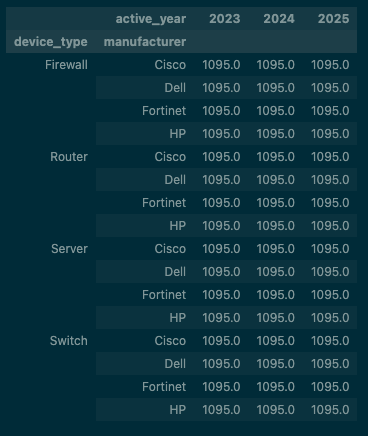 active_year 2023 2024 2025
device_type manufacturer
Firewall Cisco 1095.0 1095.0 1095.0
Dell 1095.0 1095.0 1095.0
Fortinet 1095.0 1095.0 1095.0
HP 1095.0 1095.0 1095.0
Router Cisco 1095.0 1095.0 1095.0
Dell 1095.0 1095.0 1095.0
Fortinet 1095.0 1095.0 1095.0
HP 1095.0 1095.0 1095.0
Server Cisco 1095.0 1095.0 1095.0
Dell 1095.0 1095.0 1095.0
Fortinet 1095.0 1095.0 1095.0
HP 1095.0 1095.0 1095.0
Switch Cisco 1095.0 1095.0 1095.0
Dell 1095.0 1095.0 1095.0
Fortinet 1095.0 1095.0 1095.0
HP 1095.0 1095.0 1095.0